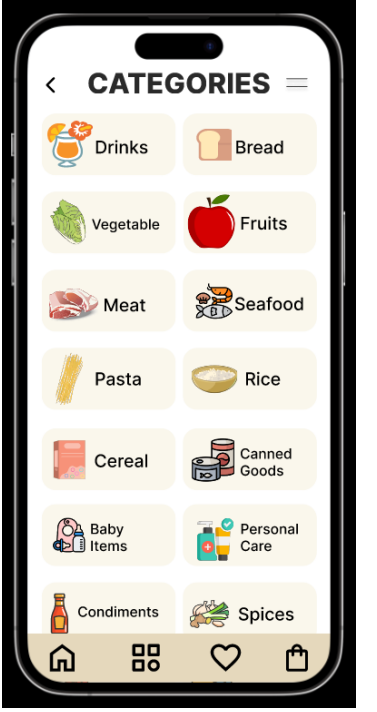 CATEGORIES
Drinks
Bread
Vegetable
Fruits
Meat
Seafood
Pasta
Rice
Cereal
Canned
Goods
Baby
Items
Personal
Care
Condiments
Spices